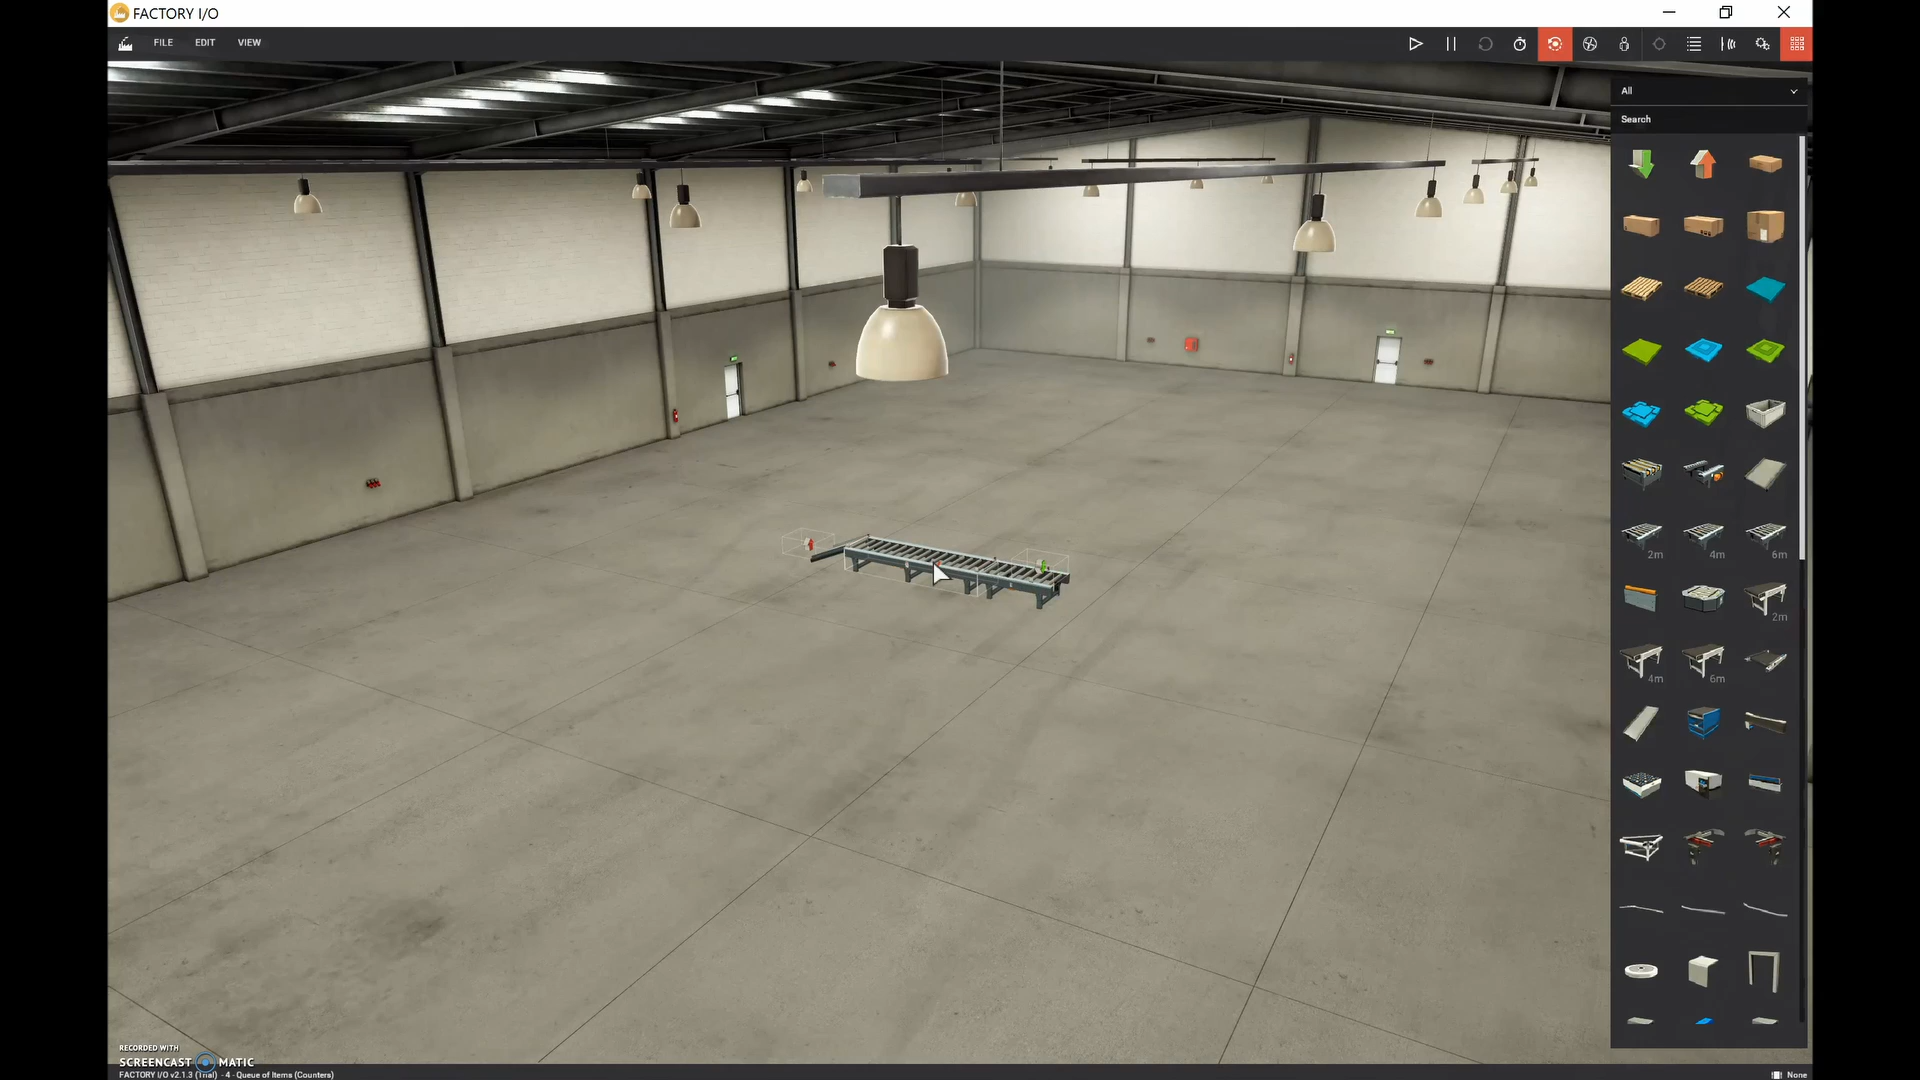 FACTORY I/O
FILE EDIT VIEW
All
Search
2m 4m 6m
2m
4m 6m
RECORDED WITH
SCREENCAST MATIC
FACTORY I/O v2.1.3 (Trial) - 4 - Queue of Items (Counters)
None